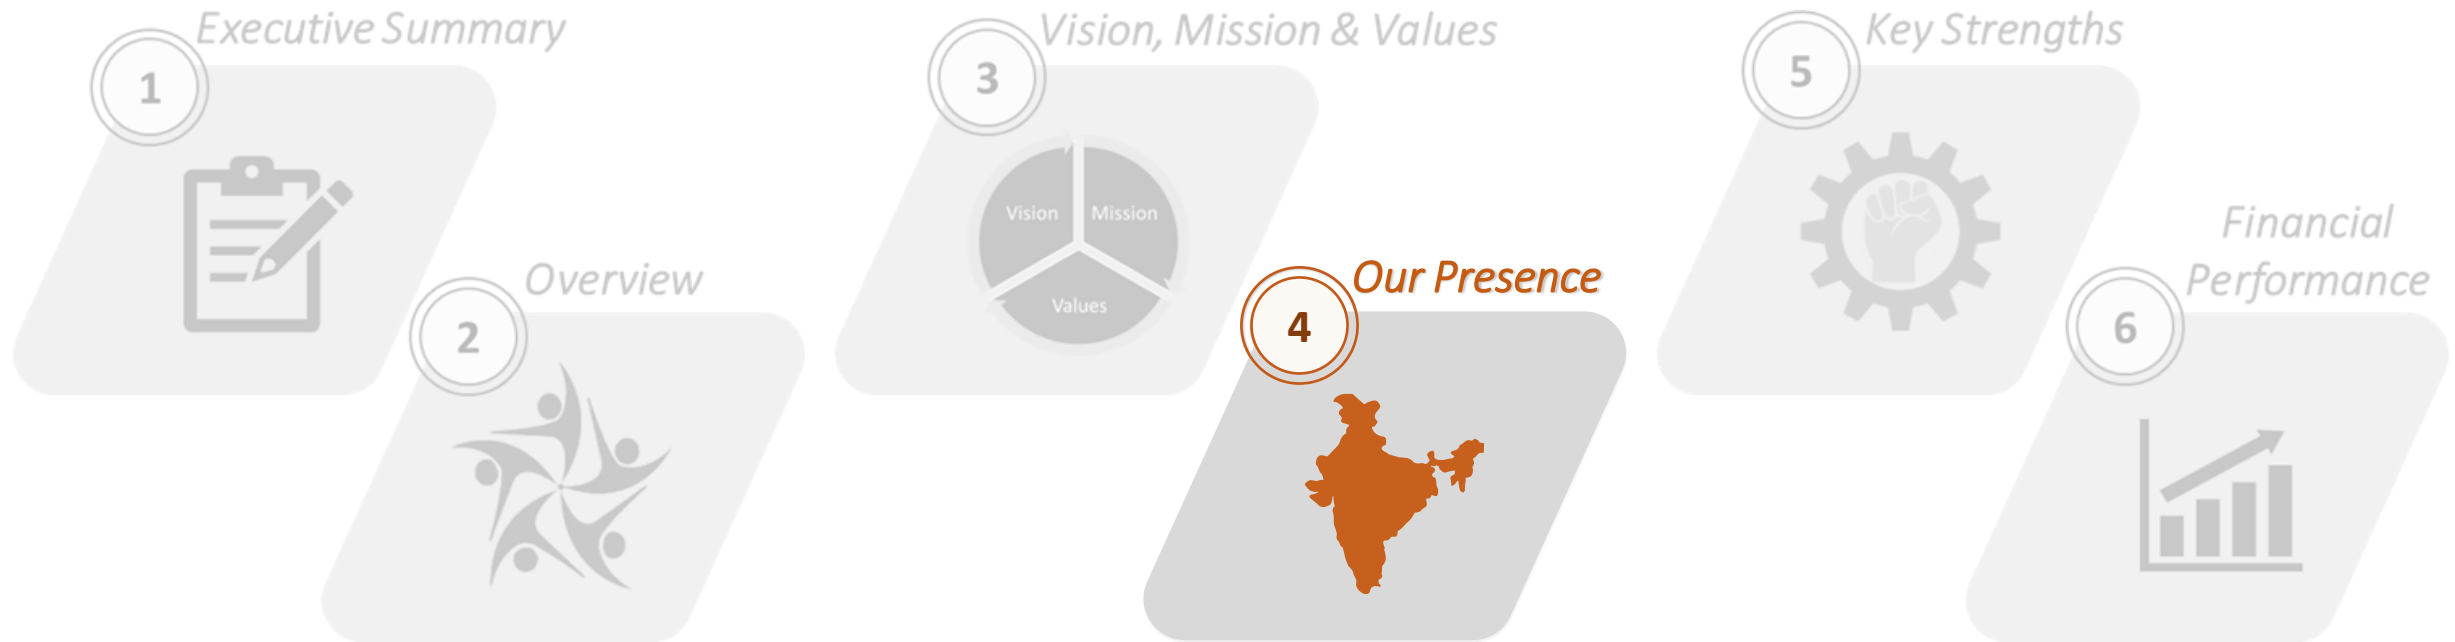 1
Executive Summary
2
Overview
3
Vision, Mission & Values
Vision
Mission
Values
4
Our Presence
5
Key Strengths
6
Financial
Performance